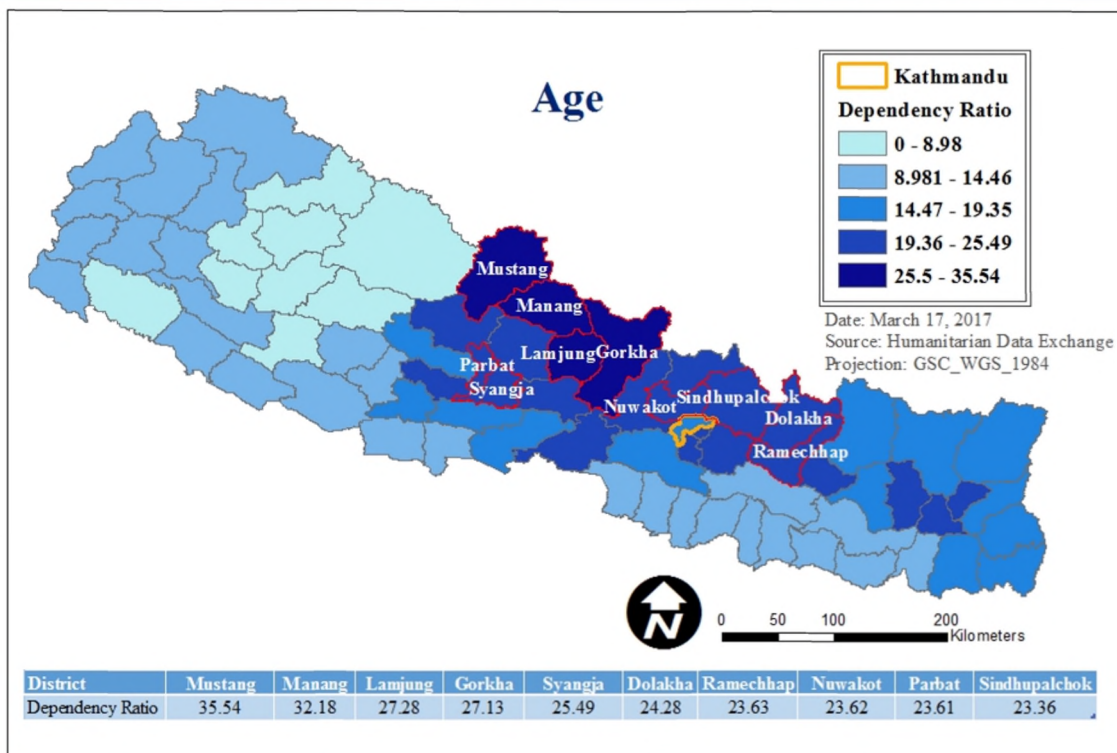 Age
Kathmandu
Dependency Ratio
0 - 8.98
8.981 - 14.46
14.47 - 19.35
19.36 - 25.49
25.5 - 35.54
Date: March 17, 2017
Source: Humanitarian Data Exchange
Projection: GSC_WGS_1984
Mustang
Manang
Lamjung Gorkha
Parbat
Syangja
Nuwakot Sindhupalchok
Dolakha
Ramechhap
N
0 50 100 200
Kilometers
District Mustang Manang Lamjung Gorkha Syangja Dolakha Ramechhap Nuwakot Parbat Sindhupalchok
Dependency Ratio 35.54 32.18 27.28 27.13 25.49 24.28 23.63 23.62 23.61 23.36